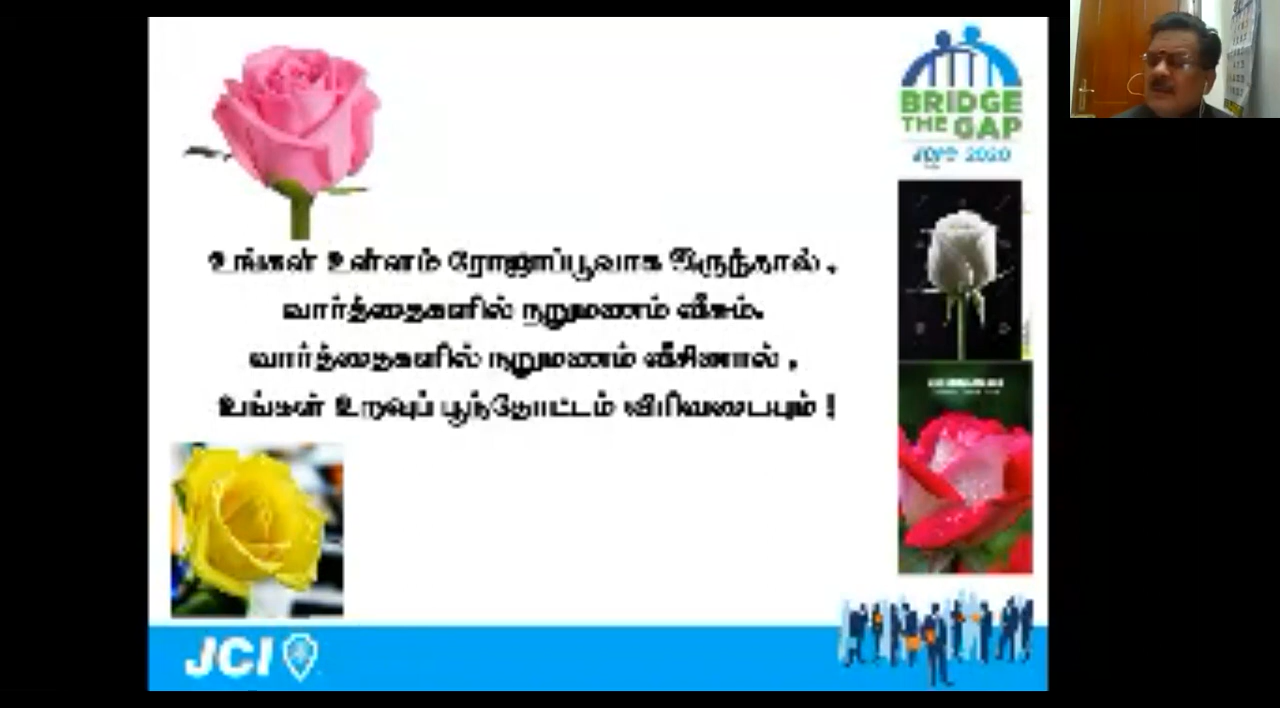 BRIDGE
THE GAP
2020
உங்கள் உள்ளம் ரோஜாப்பூவாக இருந்தால் ,
வார்த்தைகளில் நறுமணம் வீசும்.
வார்த்தைகளில் நறுமணம் வீசினால் ,
உங்கள் உறவுப் பூந்தோட்டம் விரிவடையும் !
JCI